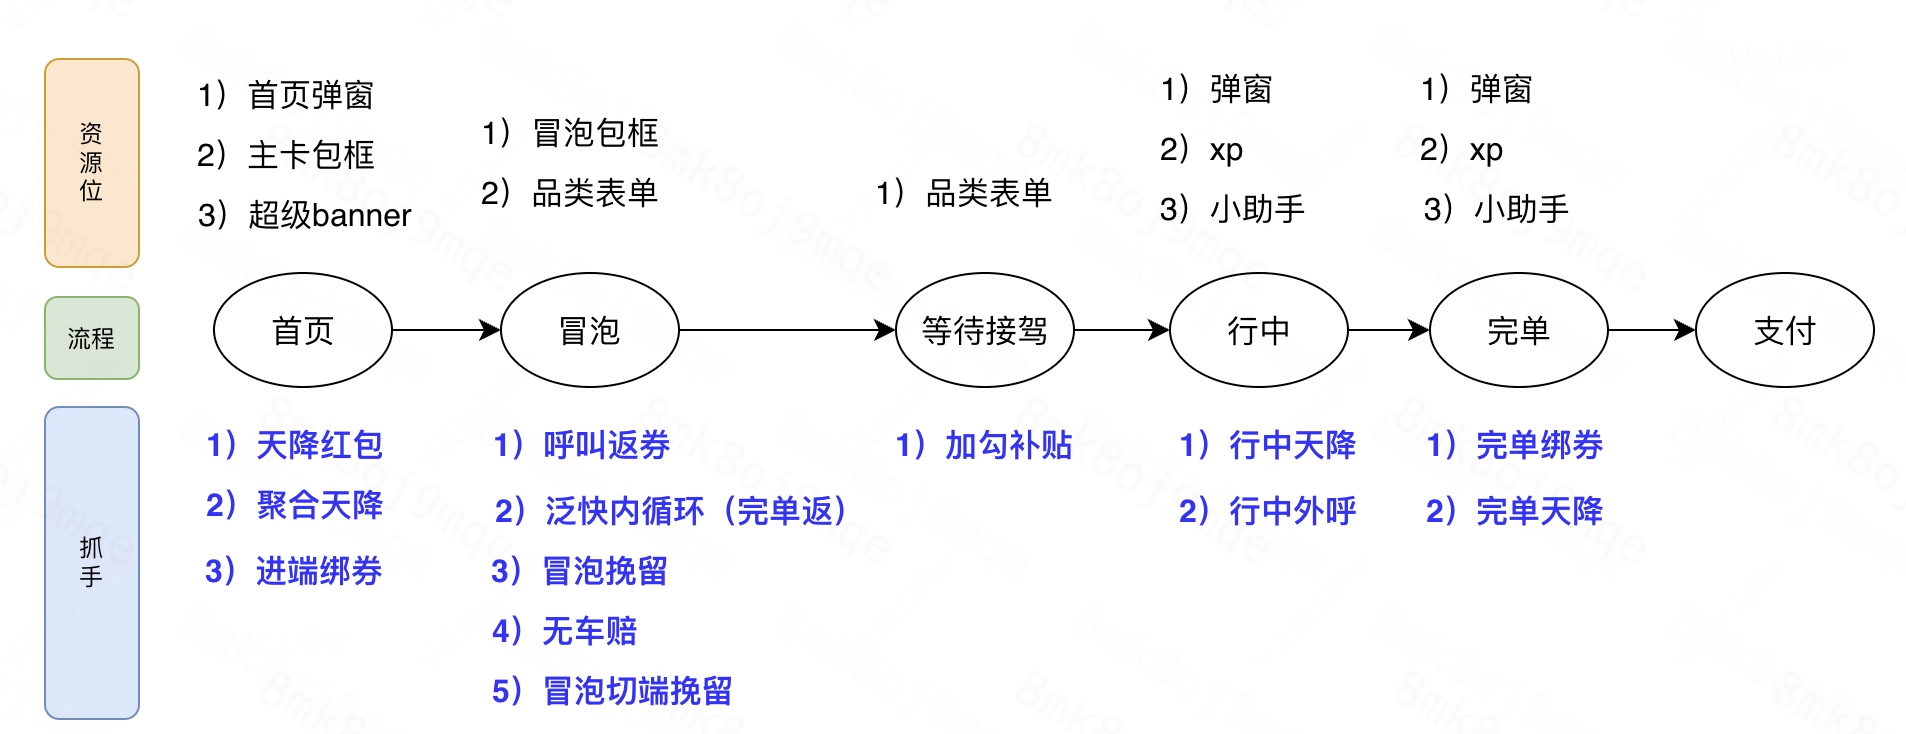 资源位
1）首页弹窗
2）主卡包框
3）超级banner
1）冒泡包框
2）品类表单
1）品类表单
1）弹窗
2）xp
3）小助手
1）弹窗
2）xp
3）小助手
流程
首页
冒泡
等待接驾
行中
完单
支付
抓手
1）天降红包
2）聚合天降
3）进端绑券
1）呼叫返券
2）泛快内循环（完单返）
3）冒泡挽留
4）无车赔
5）冒泡切端挽留
1）加勾补贴
1）行中天降
2）行中外呼
1）完单绑券
2）完单天降